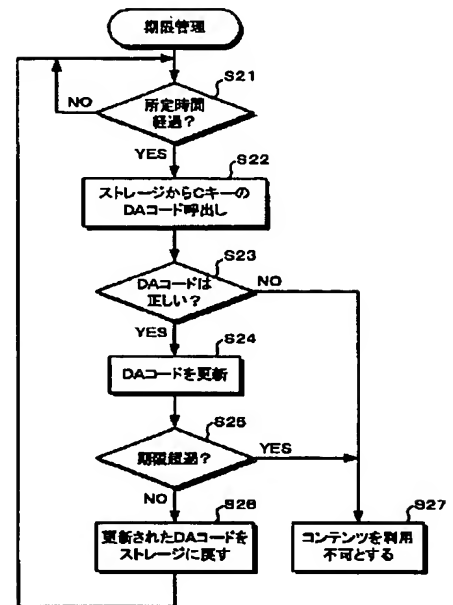 期限管理
S21
所定時間
経過?
NO
YES
S22
ストレージからCキーの
DAコード呼出し
S23
DAコードは
正しい?
NO
YES
S24
DAコードを更新
S25
期限超過?
YES
NO
S26
更新されたDAコードを
ストレージに戻す
S27
コンテンツを利用
不可とする